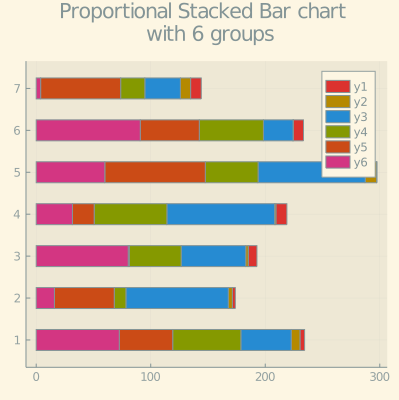 Proportional Stacked Bar chart
with 6 groups
y1
y2
y3
y4
y5
y6
7
6
5
4
3
2
1
0 100 200 300